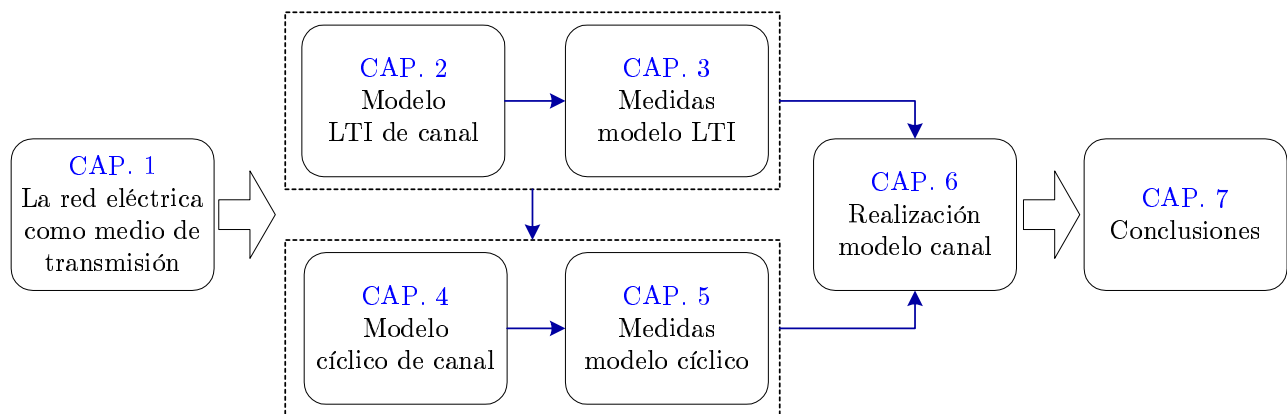 CAP. 1
La red eléctrica
como medio de
transmisión
CAP. 2
Modelo
LTI de canal
CAP. 3
Medidas
modelo LTI
CAP. 4
Modelo
cíclico de canal
CAP. 5
Medidas
modelo cíclico
CAP. 6
Realización
modelo canal
CAP. 7
Conclusiones